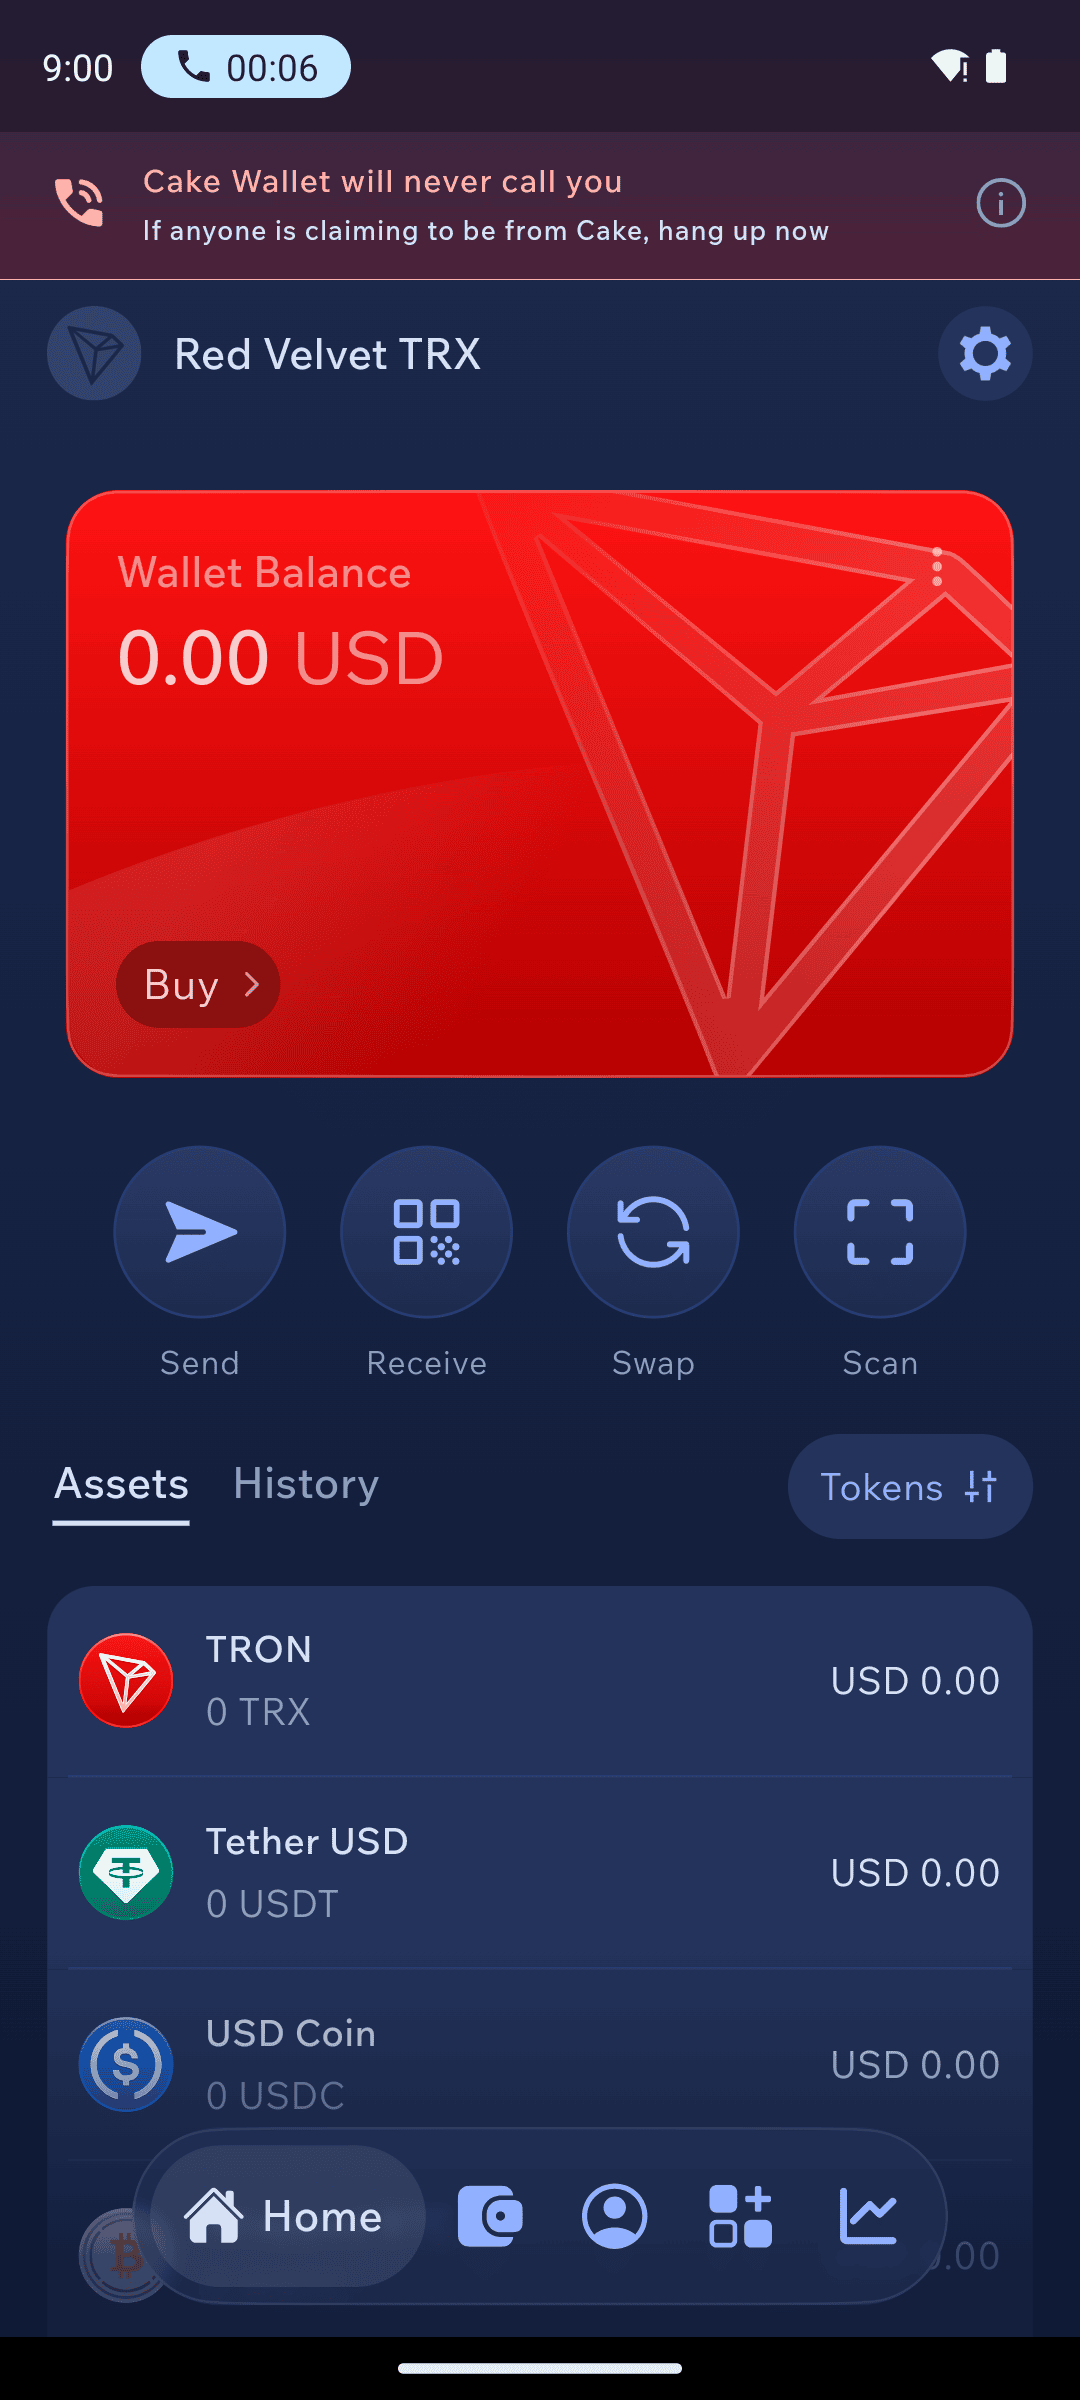 9:00 00:06
Cake Wallet will never call you
If anyone is claiming to be from Cake, hang up now
Red Velvet TRX
Wallet Balance
0.00 USD
Buy
Send Receive Swap Scan
Assets History Tokens
TRON
0 TRX
USD 0.00
Tether USD
0 USDT
USD 0.00
USD Coin
0 USDC
USD 0.00
Home
.00